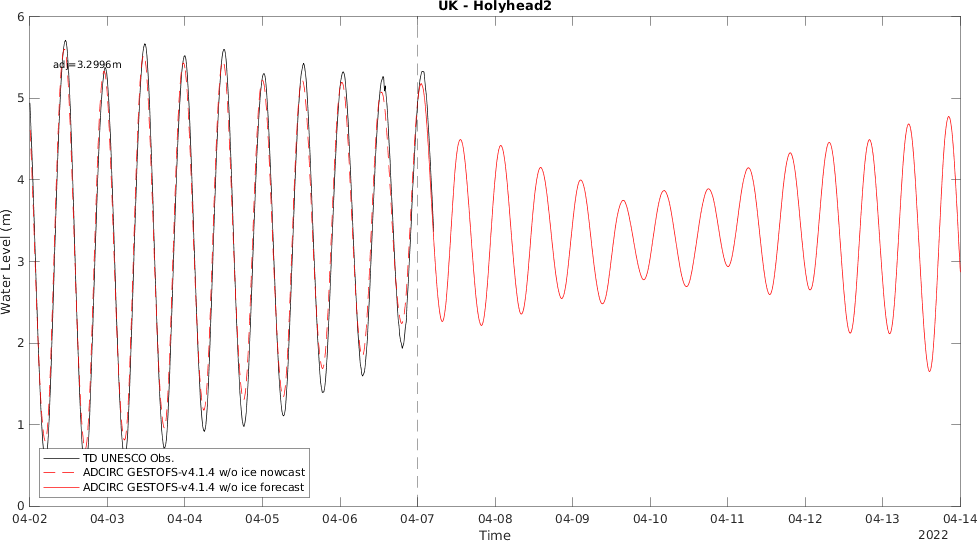 UK - Holyhead2
6
5
4
3
2
1
0
Water Level (m)
adj=3.2996m
TD UNESCO Obs.
ADCIRC GESTOFS-v4.1.4 w/o ice nowcast
ADCIRC GESTOFS-v4.1.4 w/o ice forecast
04-02 04-03 04-04 04-05 04-06 04-07 04-08 04-09 04-10 04-11 04-12 04-13 04-14
Time
2022